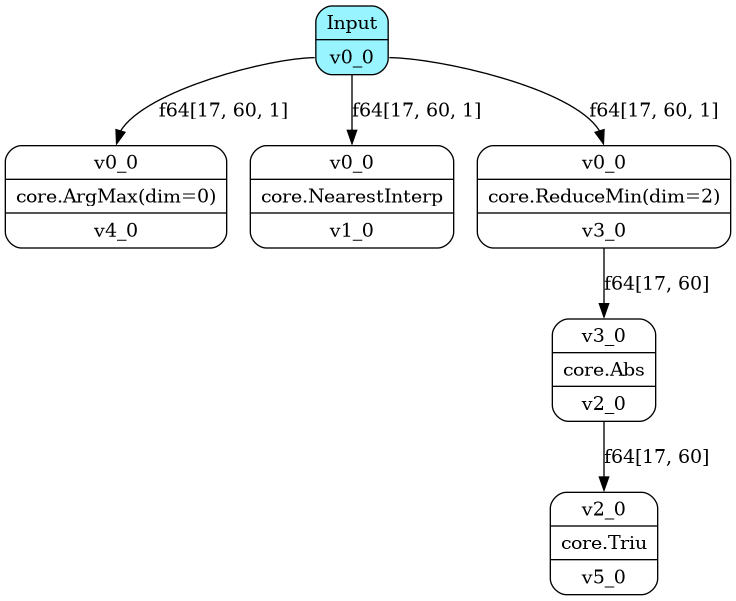 Input
v0_0
f64[17, 60, 1]
f64[17, 60, 1]
f64[17, 60, 1]
v0_0
core.ArgMax(dim=0)
v4_0
v0_0
core.NearestInterp
v1_0
v0_0
core.ReduceMin(dim=2)
v3_0
f64[17, 60]
v3_0
core.Abs
v2_0
f64[17, 60]
v2_0
core.Triu
v5_0